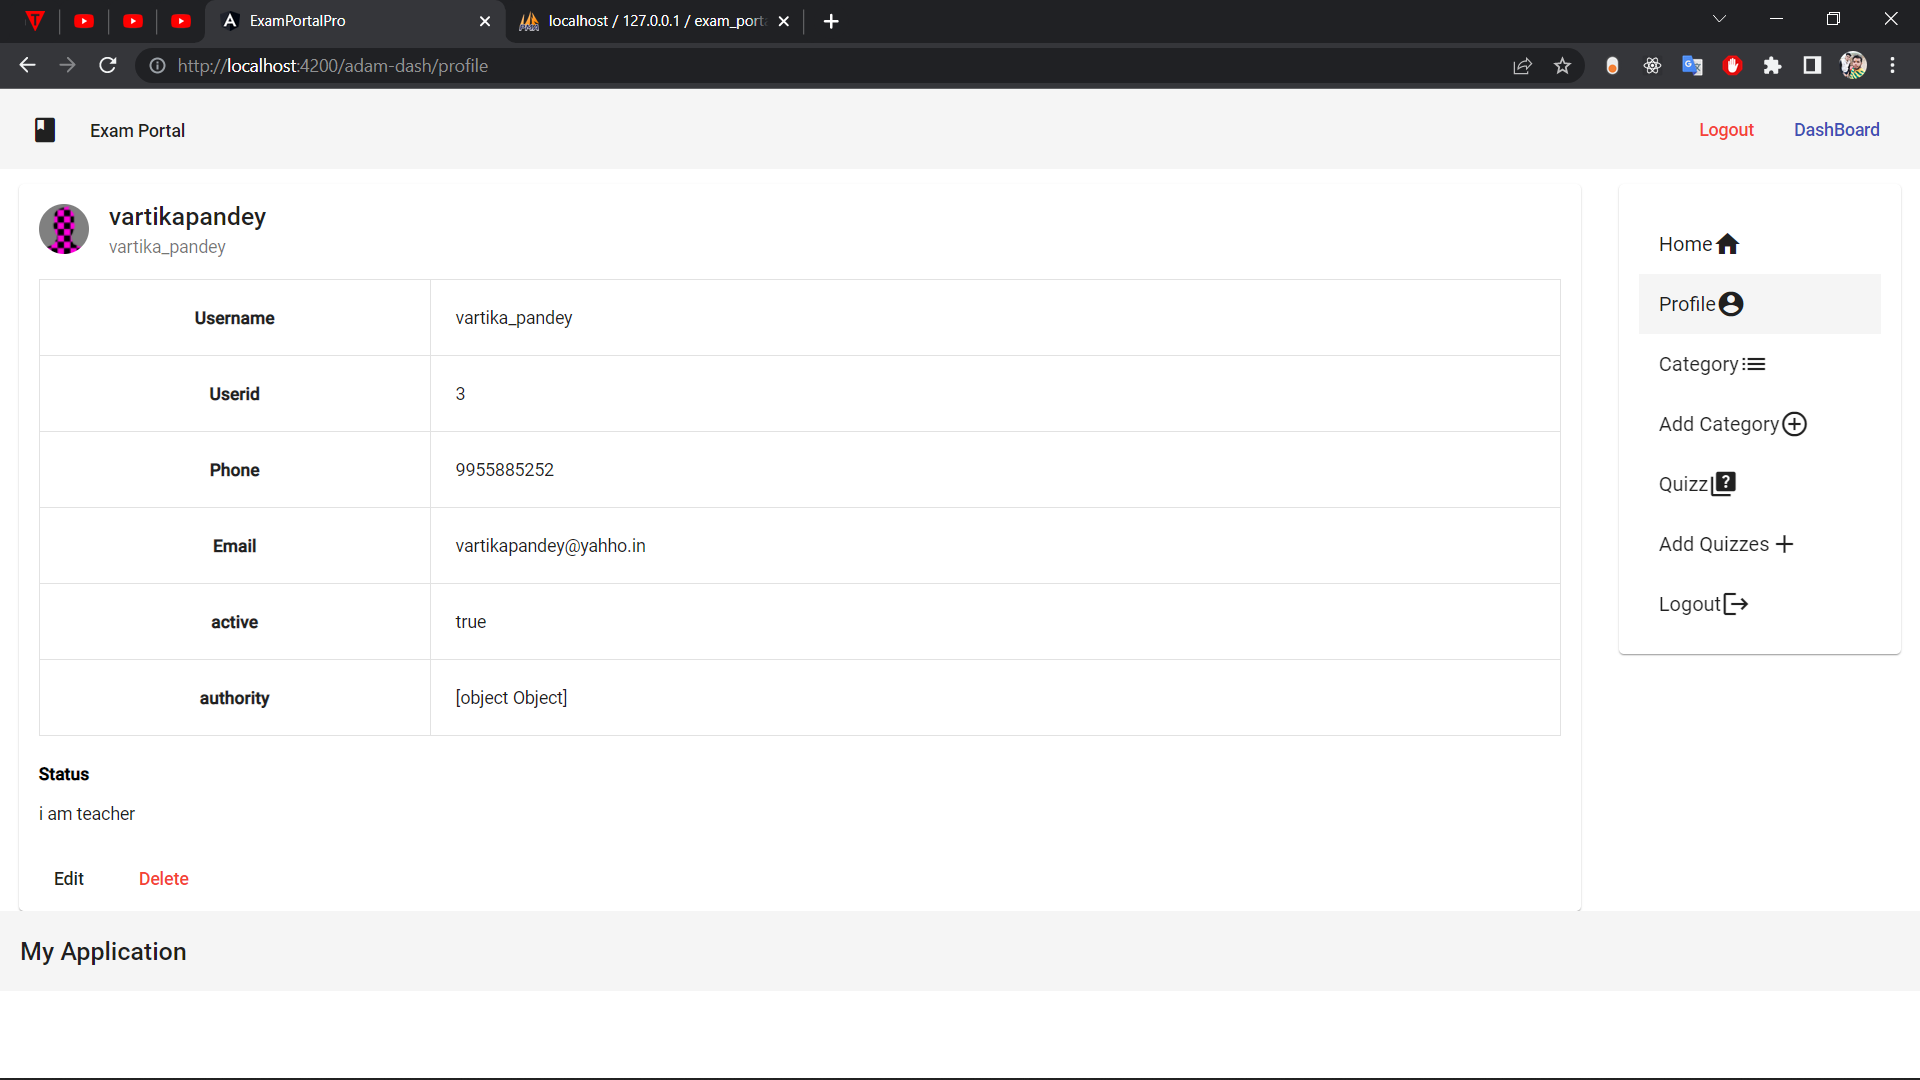 ExamPortalPro
localhost / 127.0.0.1 / exam_port
http://localhost:4200/adam-dash/profile
Exam Portal
Logout
DashBoard
vartikapandey
vartika_pandey
Username vartika_pandey
Userid 3
Phone 9955885252
Email vartikapandey@yahho.in
active true
authority [object Object]
Status
i am teacher
Edit Delete
Home
Profile
Category
Add Category
Quizz
Add Quizzes
Logout
My Application